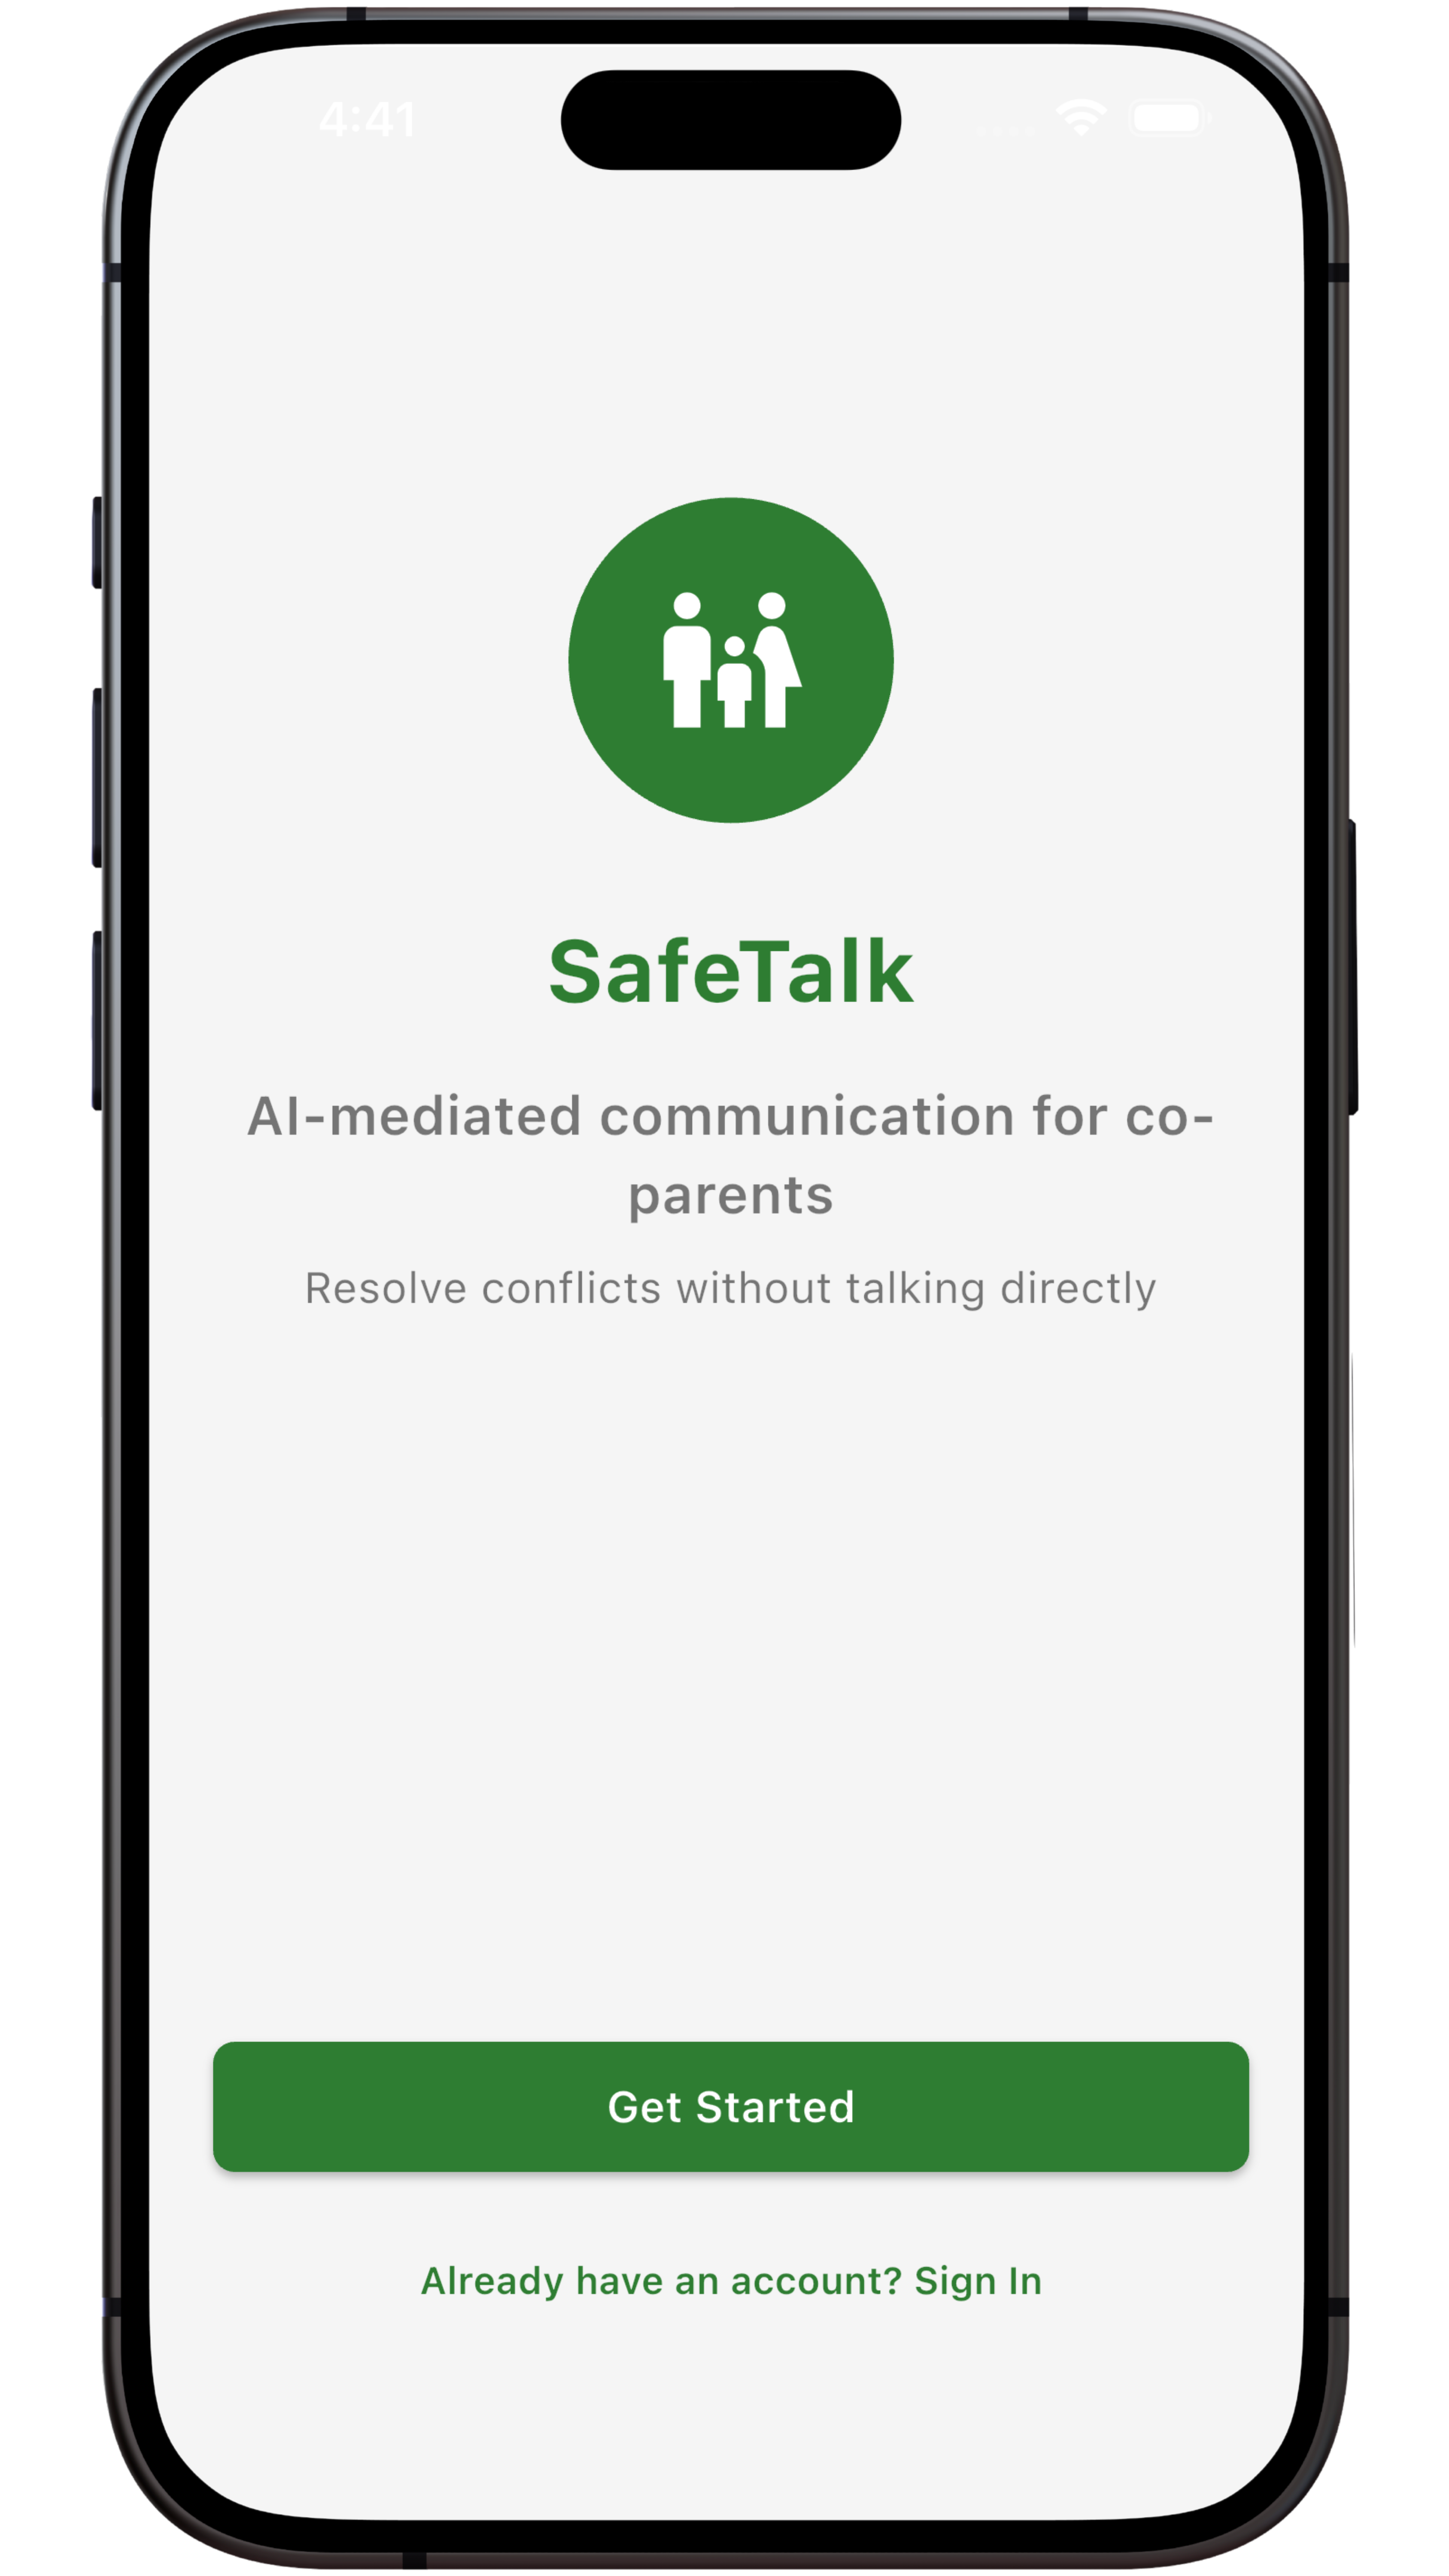 4:41
SafeTalk
AI-mediated communication for co-
parents
Resolve conflicts without talking directly
Get Started
Already have an account? Sign In